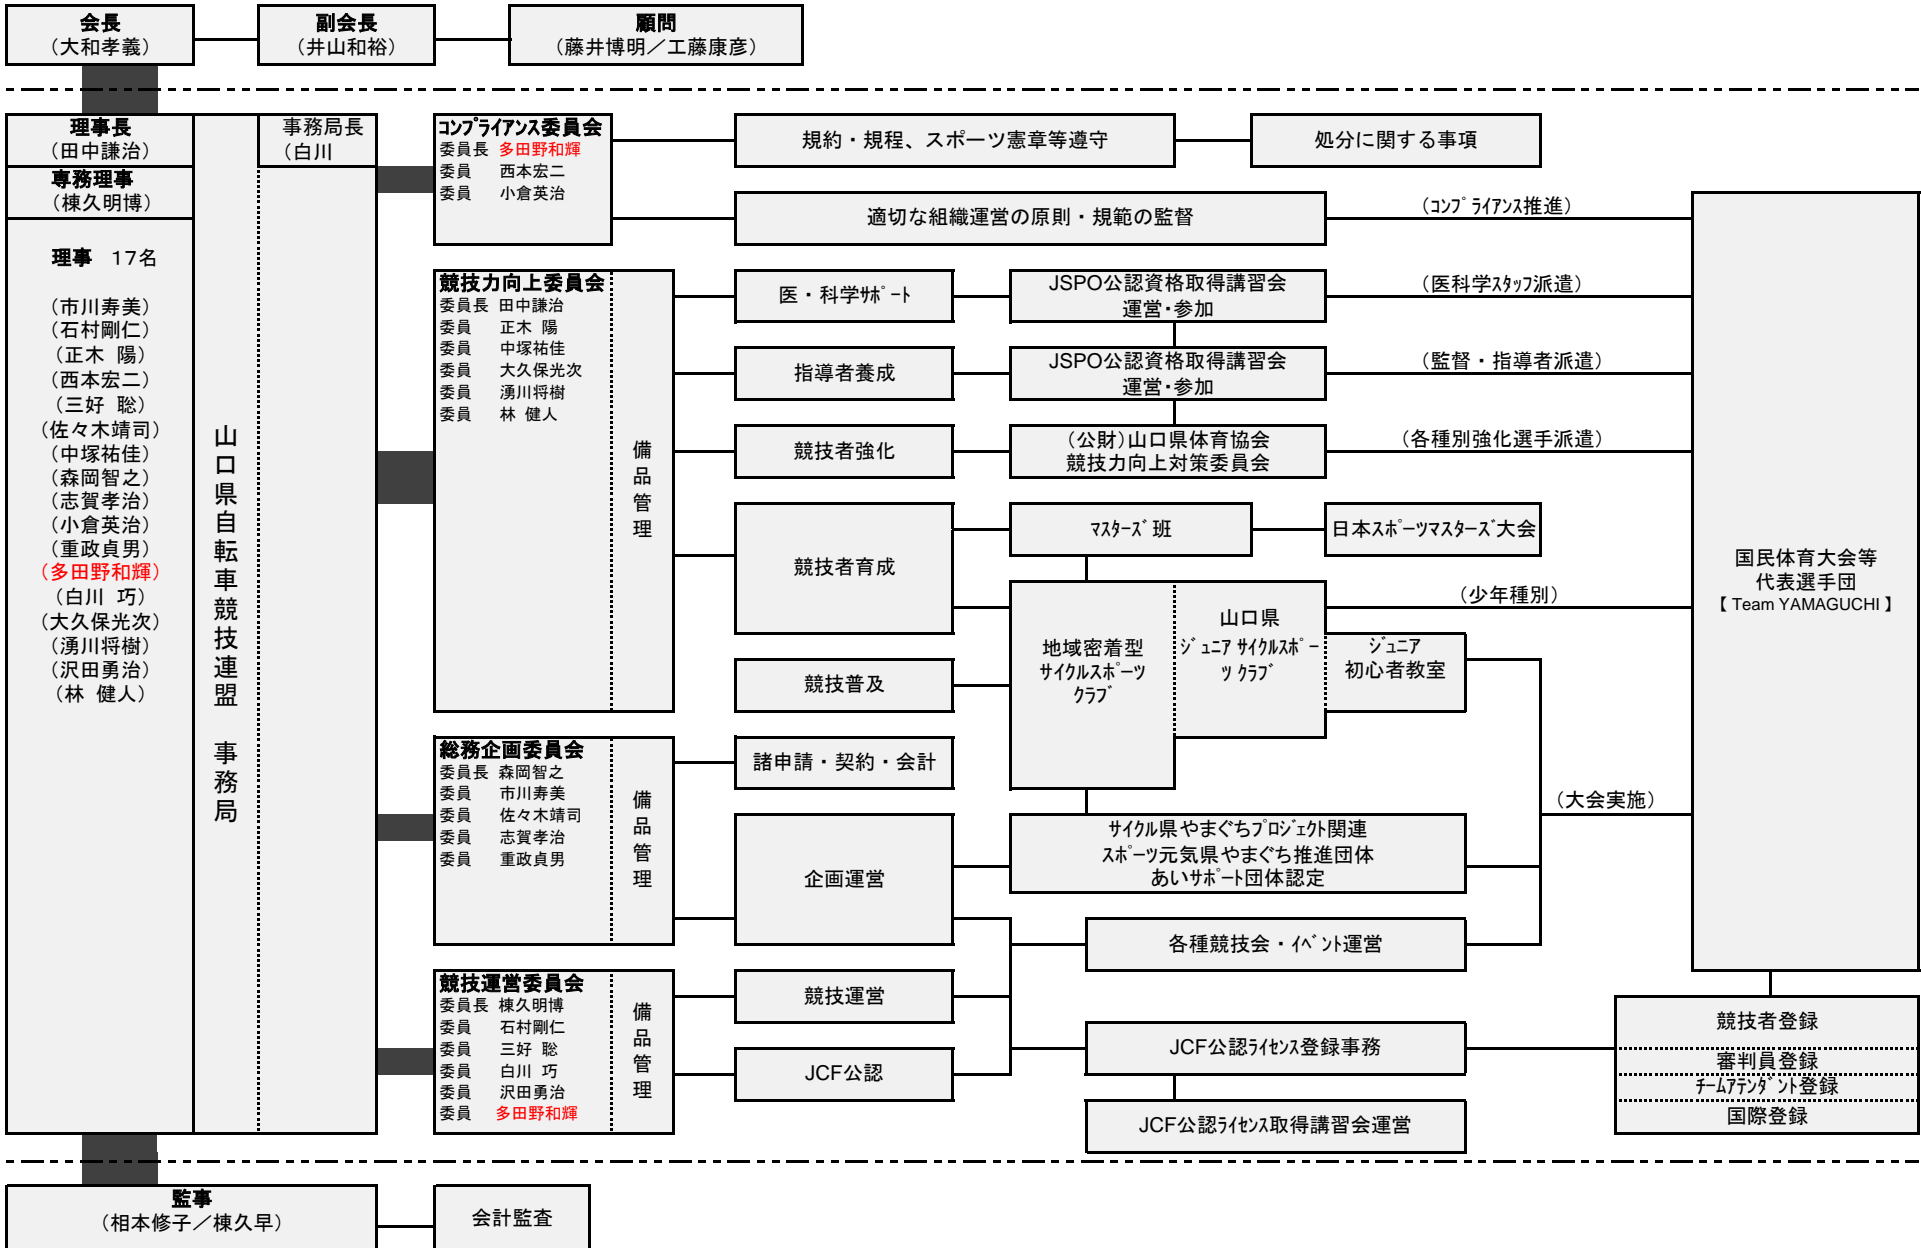 会長
（大和孝義）
副会長
（井山和裕）
顧問
（藤井博明／工藤康彦）
理事長
（田中謙治）
専務理事
（棟久明博）
理事　17名
（市川寿美）
（石村剛仁）
（正木 陽）
（西本宏二）
（三好 聡）
（佐々木靖司）
（中塚祐佳）
（森岡智之）
（志賀孝治）
（小倉英治）
（重政貞男）
（多田野和輝）
（白川 巧）
（大久保光次）
（湧川将樹）
（沢田勇治）
（林 健人）
山口県自転車競技連盟　事務局
事務局長
（白川
コンプライアンス委員会
委員長 多田野和輝
委員 西本宏二
委員 小倉英治
規約・規程、スポーツ憲章等遵守
処分に関する事項
適切な組織運営の原則・規範の監督
（ｺﾝﾌﾟﾗｲｱﾝｽ推進）
競技力向上委員会
委員長 田中謙治
委員 正木 陽
委員 中塚祐佳
委員 大久保光次
委員 湧川将樹
委員 林 健人
備品管理
医・科学ｻﾎﾟｰﾄ
JSPO公認資格取得講習会
運営･参加
（医科学ｽﾀｯﾌ派遣）
指導者養成
JSPO公認資格取得講習会
運営･参加
（監督・指導者派遣）
競技者強化
（公財）山口県体育協会
競技力向上対策委員会
（各種別強化選手派遣）
競技者育成
ﾏｽﾀｰｽﾞ班
日本ｽﾎﾟｰﾂﾏｽﾀｰｽﾞ大会
地域密着型
ｻｲｸﾙｽﾎﾟｰﾂ
ｸﾗﾌﾞ
山口県
ｼﾞｭﾆｱｻｲｸﾙｽﾎﾟｰ
ﾂｸﾗﾌﾞ
（少年種別）
ｼﾞｭﾆｱ
初心者教室
競技普及
総務企画委員会
委員長 森岡智之
委員 市川寿美
委員 佐々木靖司
委員 志賀孝治
委員 重政貞男
備品管理
諸申請・契約・会計
企画運営
ｻｲｸﾙ県やまぐちﾌﾟﾛｼﾞｪｸﾄ関連
ｽﾎﾟｰﾂ元気県やまぐち推進団体
あいｻﾎﾟｰﾄ団体認定
（大会実施）
各種競技会・ｲﾍﾞﾝﾄ運営
競技運営委員会
委員長 棟久明博
委員 石村剛仁
委員 三好 聡
委員 白川 巧
委員 沢田勇治
委員 多田野和輝
備品管理
競技運営
JCF公認
JCF公認ﾗｲｾﾝｽ登録事務
JCF公認ﾗｲｾﾝｽ取得講習会運営
国民体育大会等
代表選手団
【 Team YAMAGUCHI 】
競技者登録
審判員登録
ﾁｰﾑｱﾃﾝﾀﾞﾝﾄ登録
国際登録
監事
（相本修子／棟久早）
会計監査